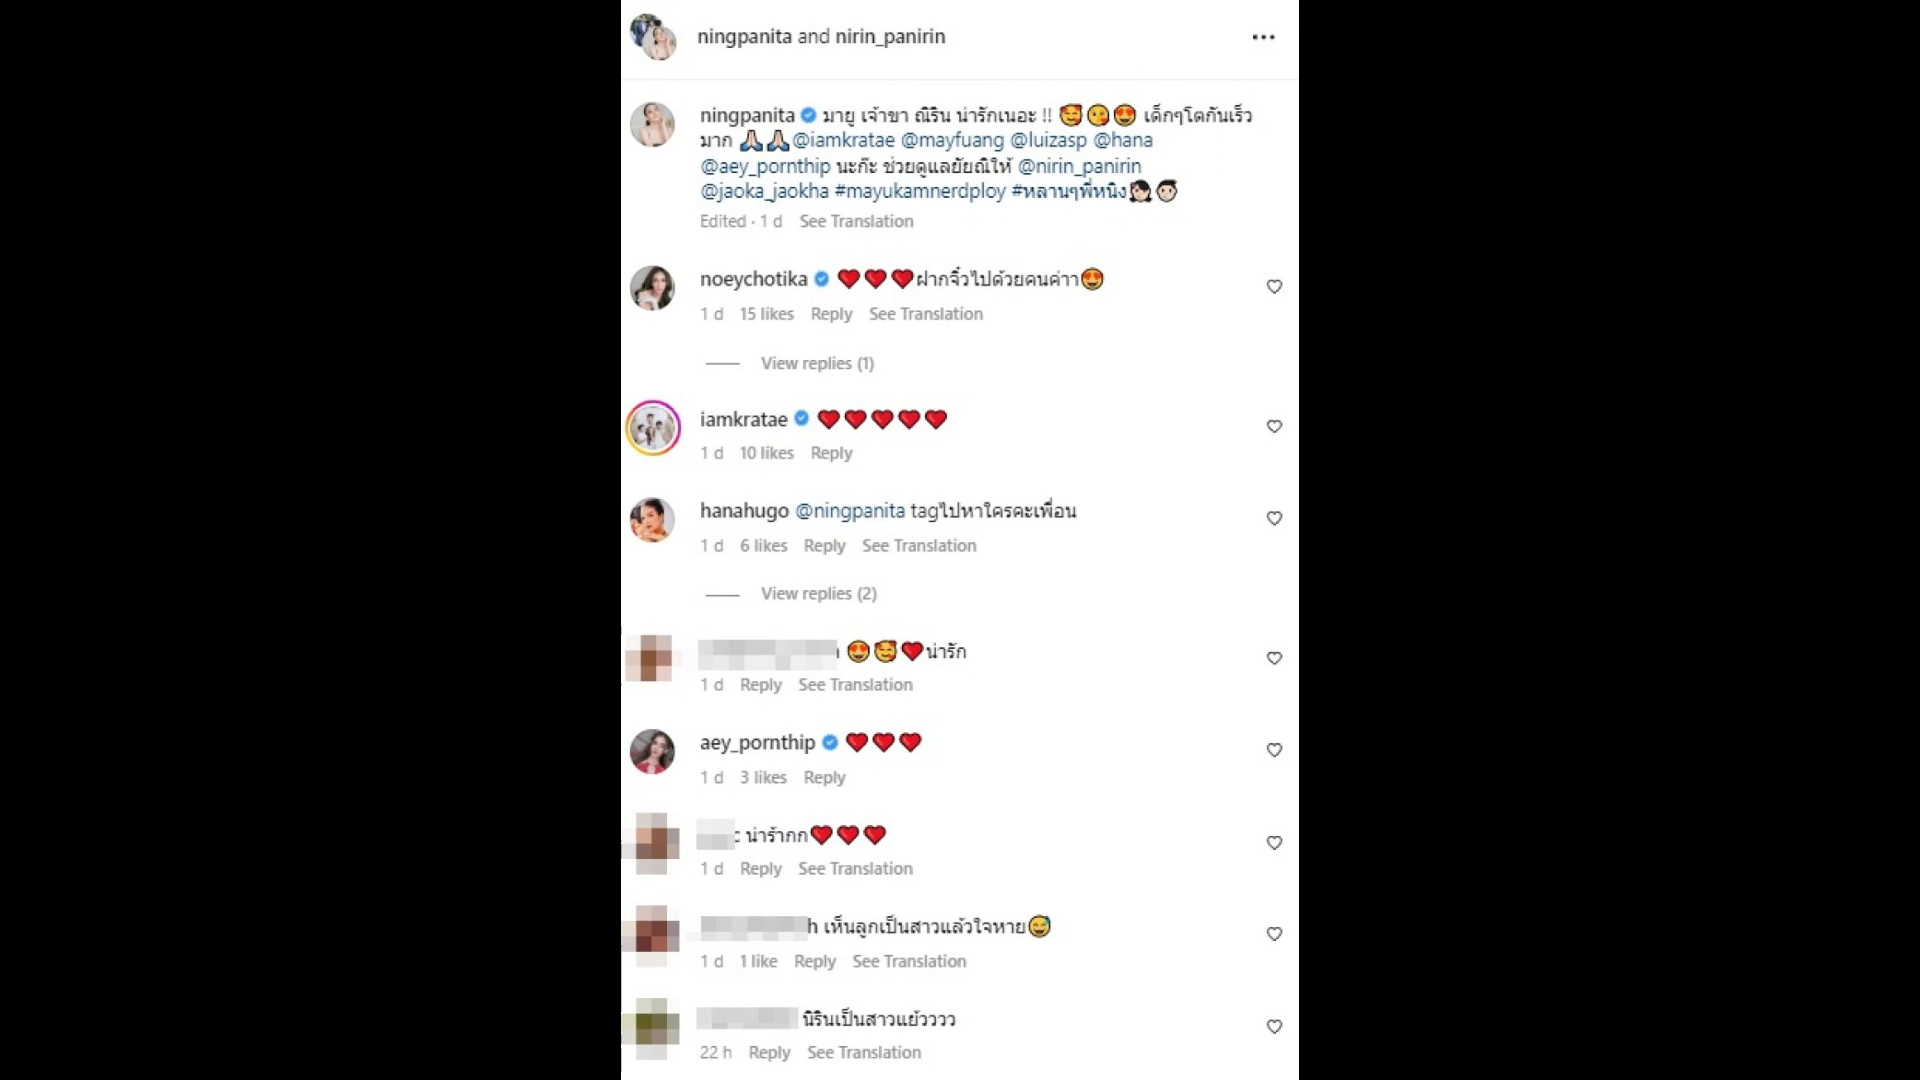 ningpanita and nirin_panirin
ningpanita มายู เจ้าขา ณิริน น่ารักเนอะ !! 🥰😘😍 เด็กๆโตกันเร็ว
มาก 🙏🏻🙏🏻@iamkratae @mayfuang @luizasp @hana
@aey_pornthip นะก๊ะ ช่วยดูแลยัยณิให้ @nirin_panirin
@jaoka_jaokha #mayukamnerdploy #หลานๆพี่หนิง👧🏻👦🏻
Edited · 1 d See Translation
noeychotika ❤️❤️❤️ฝากจิ๋วไปด้วยคนค่าา😍
1 d 15 likes Reply See Translation
View replies (1)
iamkratae ❤️❤️❤️❤️❤️
1 d 10 likes Reply
hanahugo @ningpanita tagไปหาใครคะเพื่อน
1 d 6 likes Reply See Translation
View replies (2)
😍🥰❤️น่ารัก
1 d Reply See Translation
aey_pornthip ❤️❤️❤️
1 d 3 likes Reply
น่าร้ากก❤️❤️❤️
1 d Reply See Translation
h เห็นลูกเป็นสาวแล้วใจหาย😅
1 d 1 like Reply See Translation
นิรินเป็นสาวแย้วววว
22 h Reply See Translation